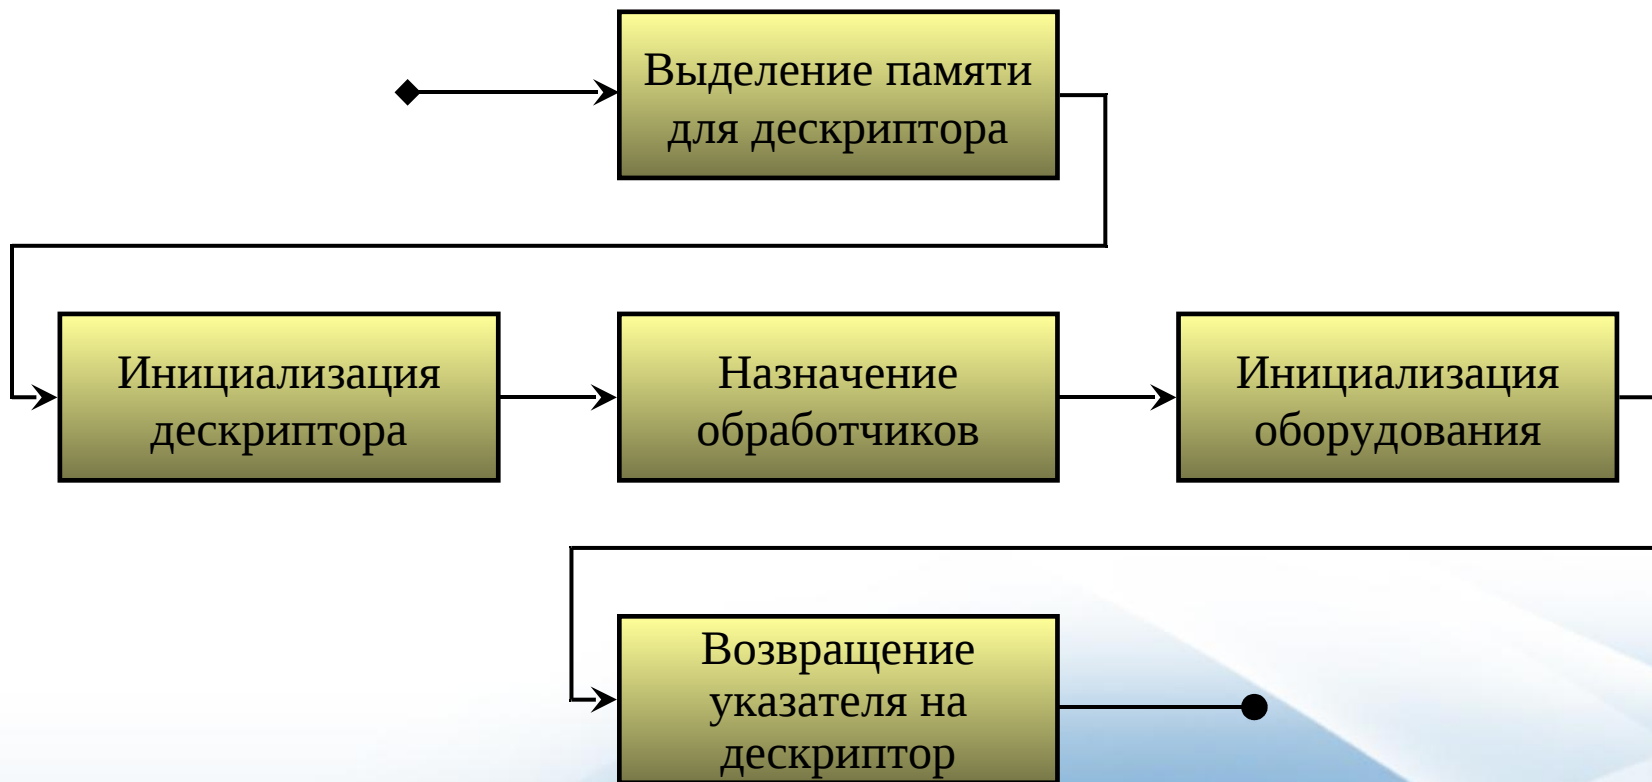 Выделение памяти
для дескриптора
Инициализация
дескриптора
Назначение
обработчиков
Инициализация
оборудования
Возвращение
указателя на
дескриптор